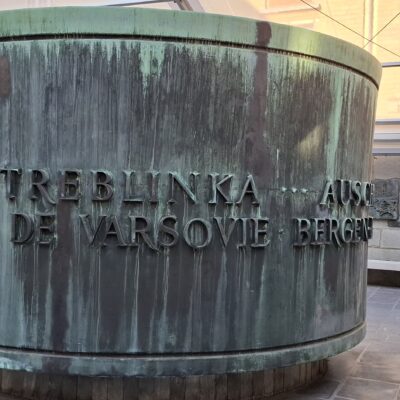 TREBLINKA ··· AUSC
DE VARSOVIE · BERGEN